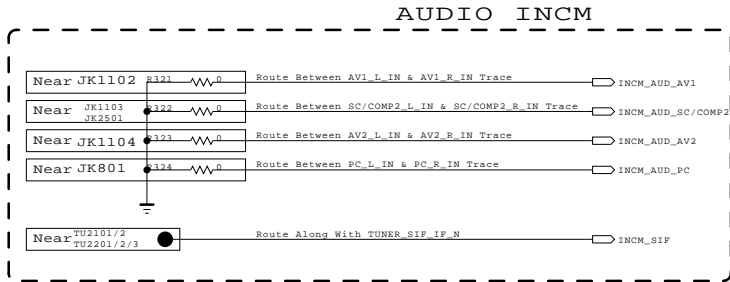 AUDIO INCM
Near JK1102 R321 0 Route Between AV1_L_IN & AV1_R_IN Trace INCM_AUD_AV1
Near JK1103 JK2501 R322 0 Route Between SC/COMP2_L_IN & SC/COMP2_R_IN Trace INCM_AUD_SC/COMP2
Near JK1104 R323 0 Route Between AV2_L_IN & AV2_R_IN Trace INCM_AUD_AV2
Near JK801 R324 0 Route Between PC_L_IN & PC_R_IN Trace INCM_AUD_PC
Near TU2101/2 TU2201/2/3 Route Along With TUNER_SIF_IF_N INCM_SIF